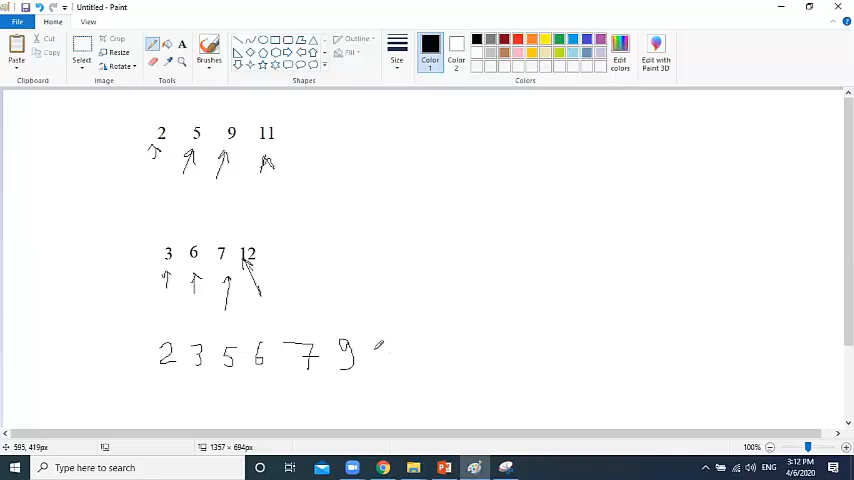 Untitled - Paint
File Home View
Paste Cut Copy Clipboard
Select Crop Resize Rotate Image
A Tools
Brushes
Outline Fill Shapes
Size
Color 1 Color 2 Edit colors Edit with Paint 3D Colors
2 5 9 11
3 6 7 12
2 3 5 6 7 9
595, 419px 1357 × 694px 100%
Type here to search ENG 3:12 PM 4/6/2020